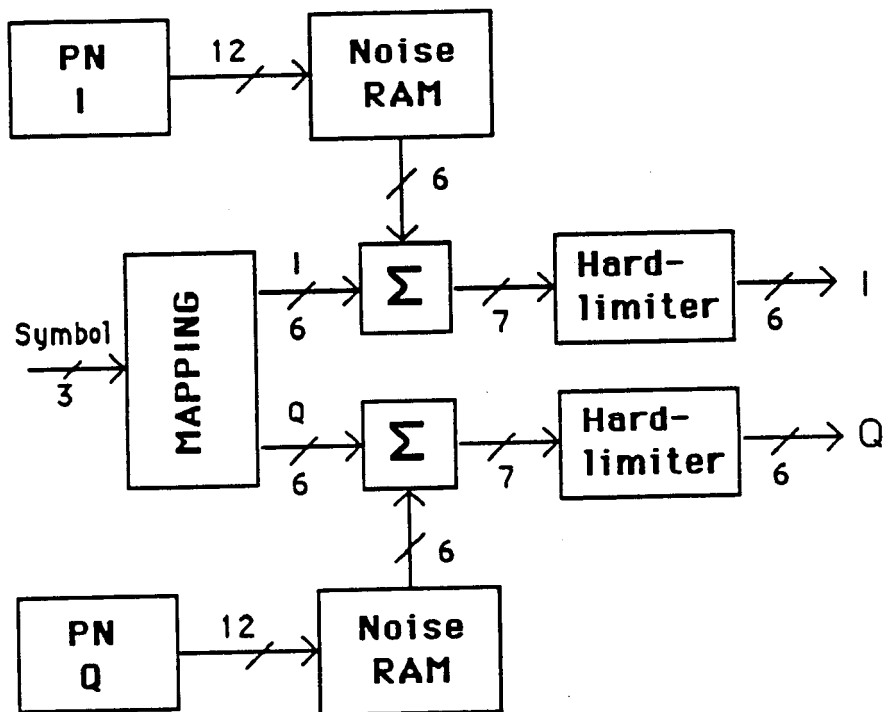 PN
I
12
Noise
RAM
6
Symbol
3
MAPPING
I
6
Σ
7
Hard-
limiter
6
I
Q
6
Σ
7
Hard-
limiter
6
Q
6
PN
Q
12
Noise
RAM